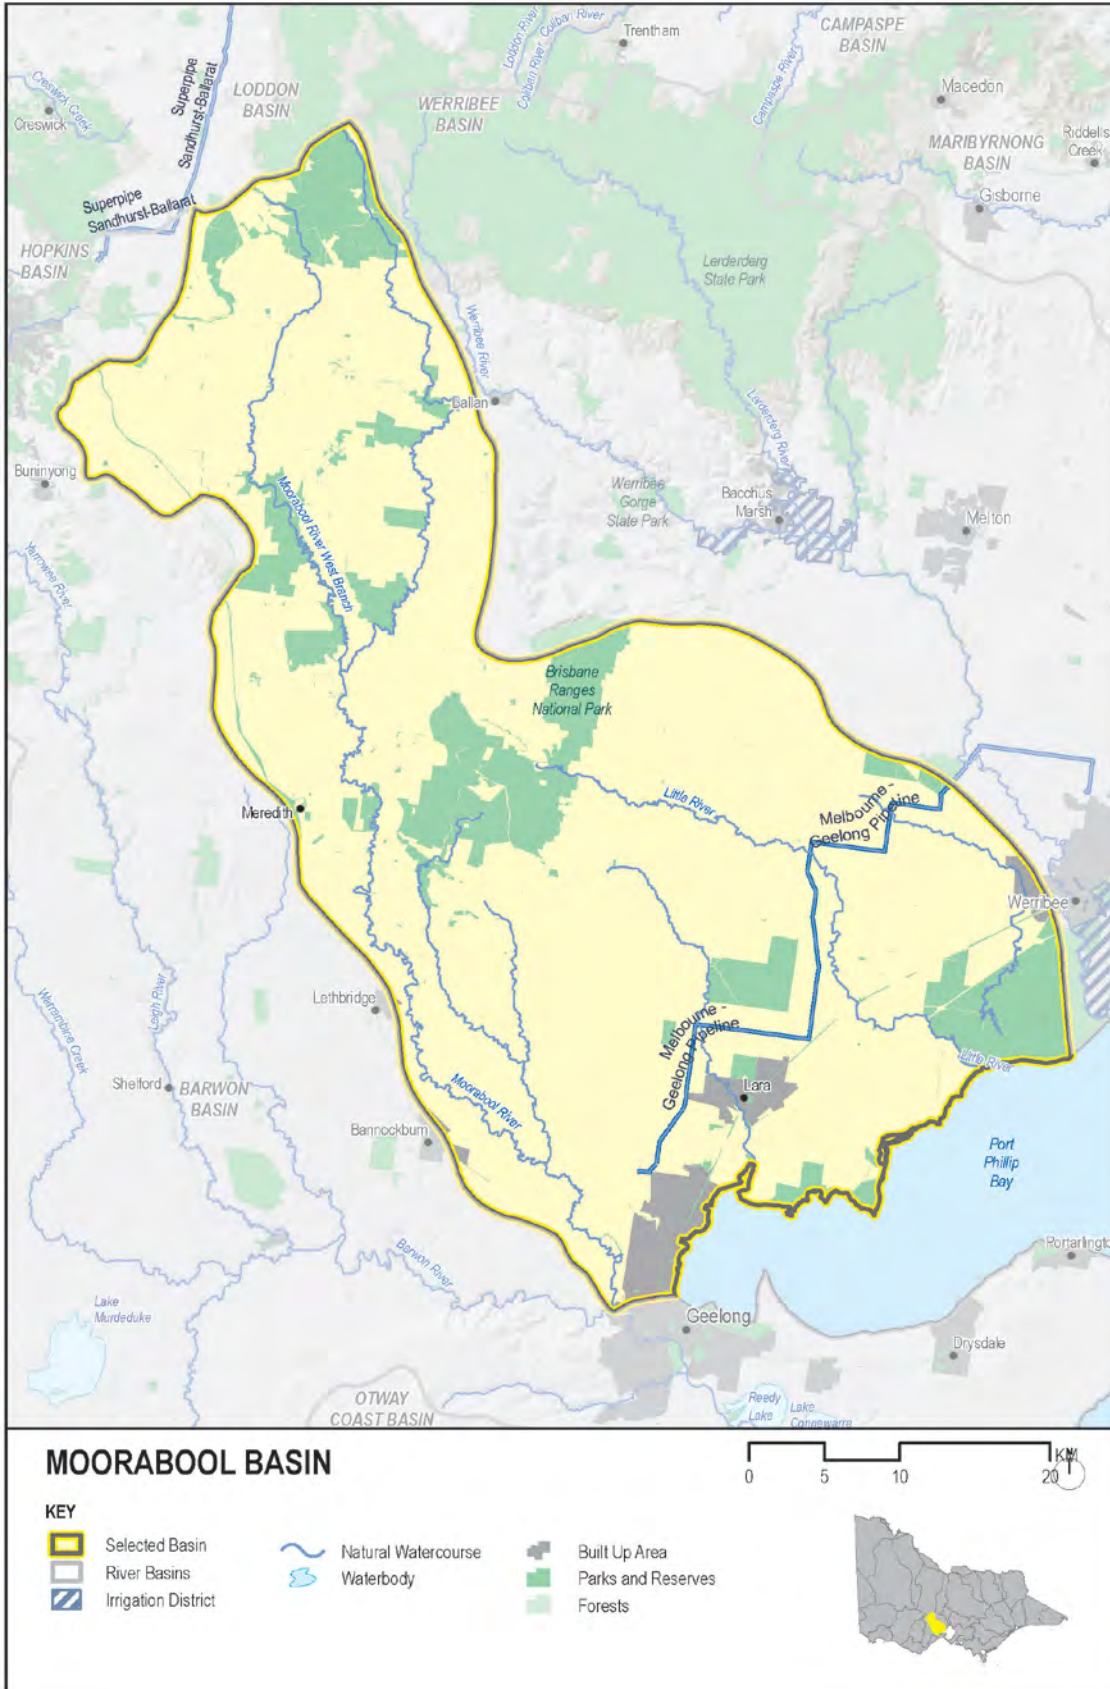 Trentham
CAMPASPE
BASIN
Loddon River
Coliban River
Coliban River
Campaspe River
Macedon
LODDON
BASIN
WERRIBEE
BASIN
Superpipe
Sandhurst-Ballarat
Creswick Creek
Creswick
MARIBYRNONG
BASIN
Riddells
Creek
Gisborne
Superpipe
Sandhurst-Ballarat
HOPKINS
BASIN
Lerderderg
State Park
Werribee River
Ballan
Lerderderg River
Buninyong
Werribee
Gorge
State Park
Bacchus
Marsh
Melton
Moorabool River West Branch
Yarrowee River
Brisbane
Ranges
National Park
Meredith
Little River
Melbourne -
Geelong Pipeline
Werribee
Lethbridge
Leigh River
Warrambine Creek
Melbourne -
Geelong Pipeline
Little River
Shelford
BARWON
BASIN
Moorabool River
Lara
Bannockburn
Port
Phillip
Bay
Barwon River
Portarlington
Lake
Murdeduke
Geelong
Drysdale
OTWAY
COAST BASIN
Reedy
Lake
Lake
Connewarre
MOORABOOL BASIN
KM
N
0 5 10 20
KEY
Selected Basin
River Basins
Irrigation District
Natural Watercourse
Waterbody
Built Up Area
Parks and Reserves
Forests